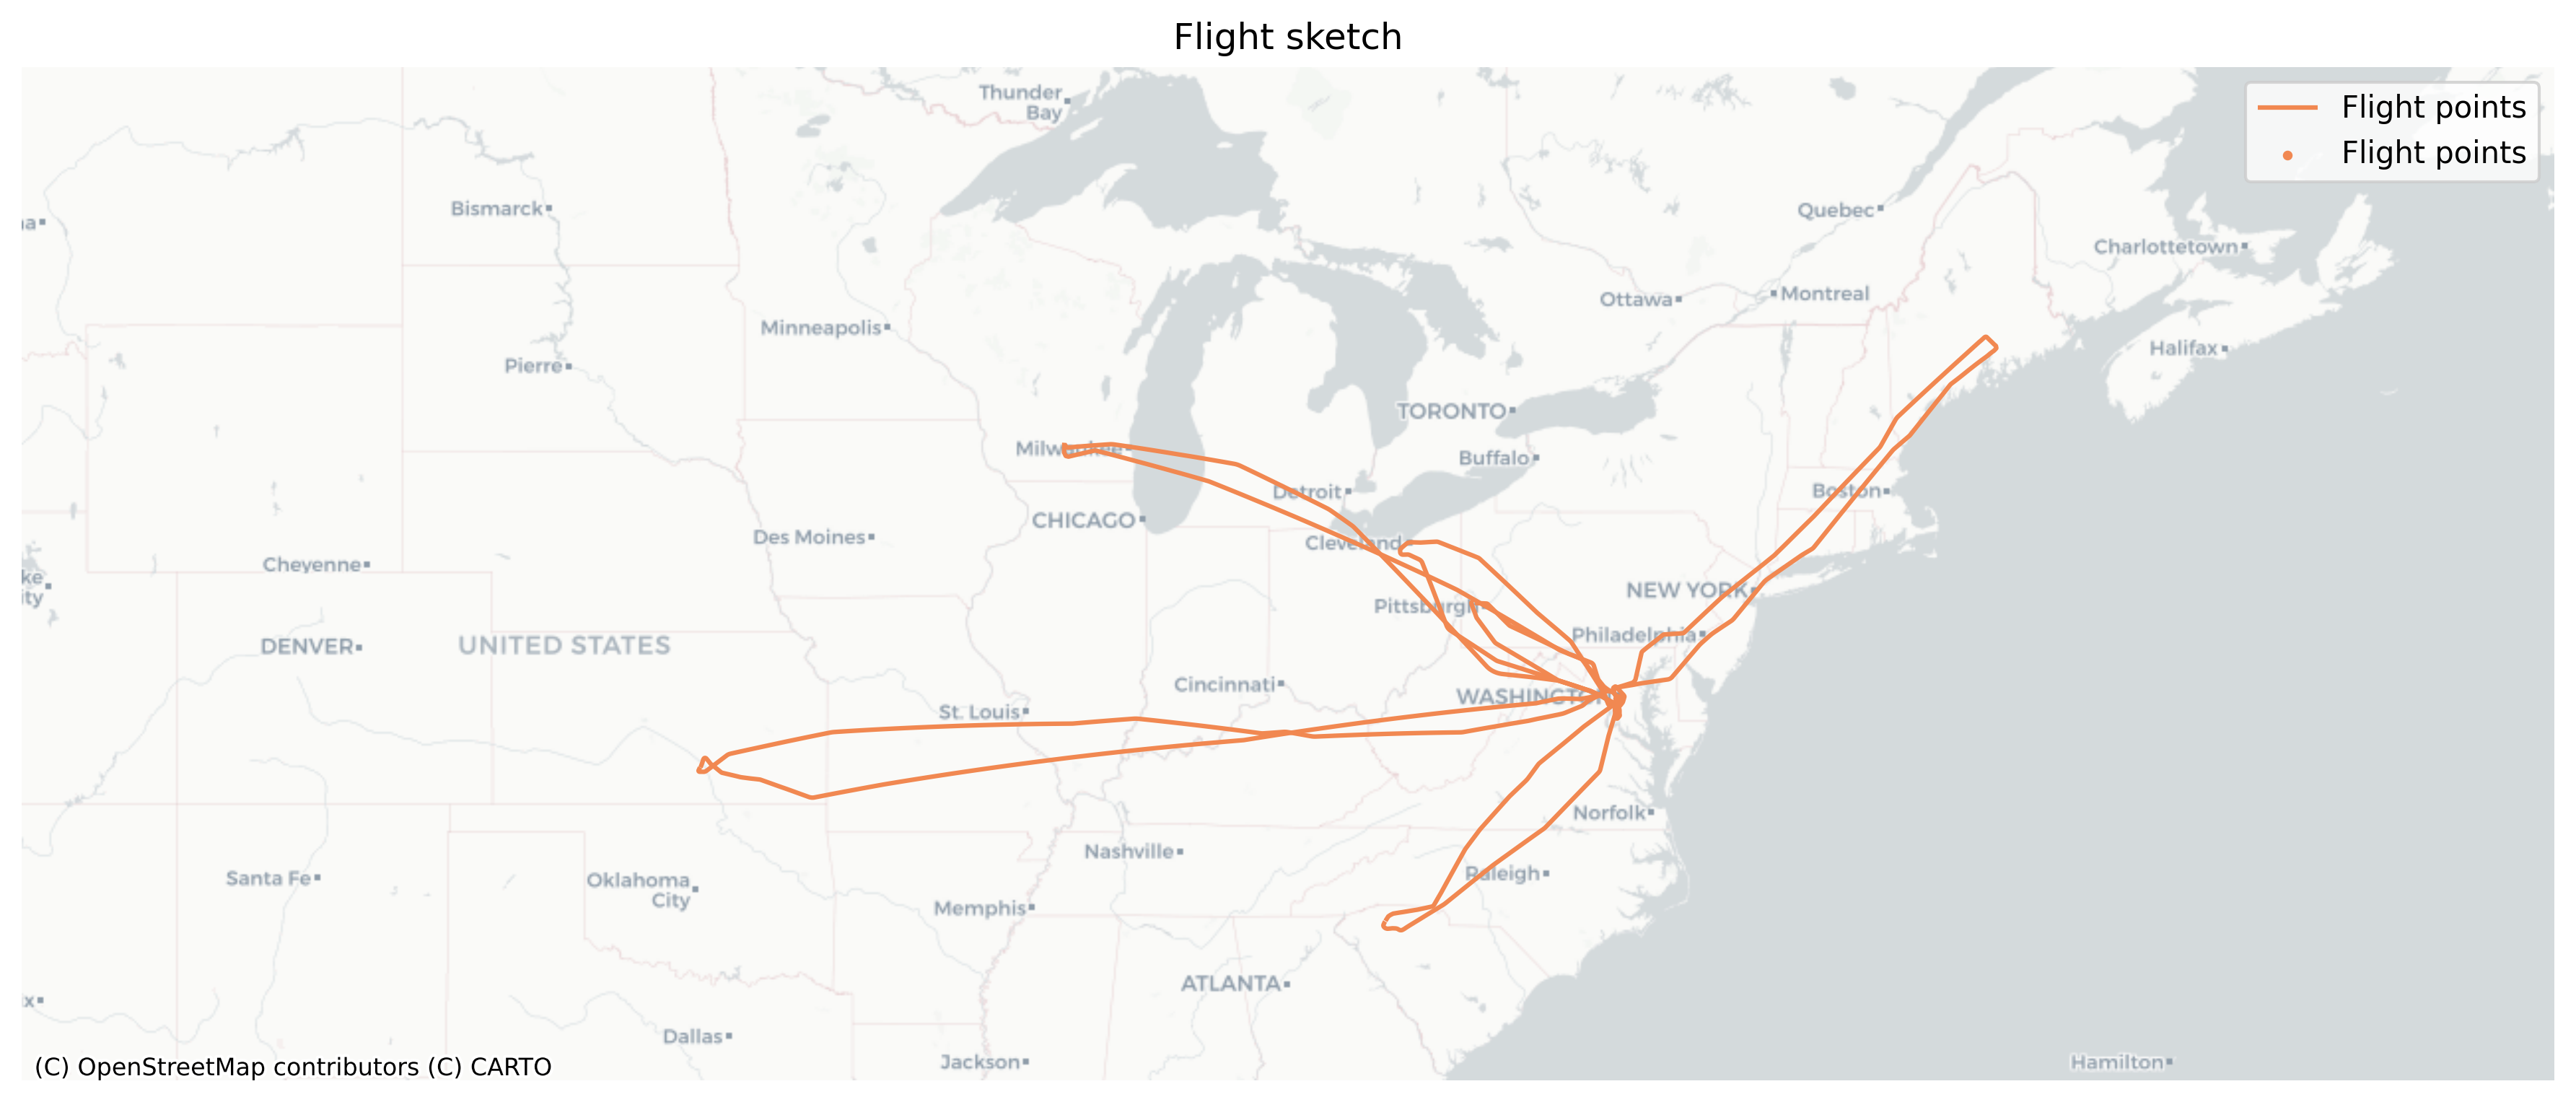 Flight sketch
Flight points
Flight points
Thunder
Bay
Bismarck
Quebec
Charlottetown
Ottawa
Montreal
Minneapolis
Halifax
Pierre
TORONTO
Milwaukee
Buffalo
Detroit
Boston
CHICAGO
Des Moines
Cleveland
Cheyenne
ke
ity
NEW YORK
Pittsburgh
Philadelphia
DENVER
UNITED STATES
Cincinnati
WASHINGTON
St. Louis
Norfolk
Nashville
Raleigh
Santa Fe
Oklahoma
City
Memphis
ATLANTA
Dallas
Jackson
Hamilton
(C) OpenStreetMap contributors (C) CARTO